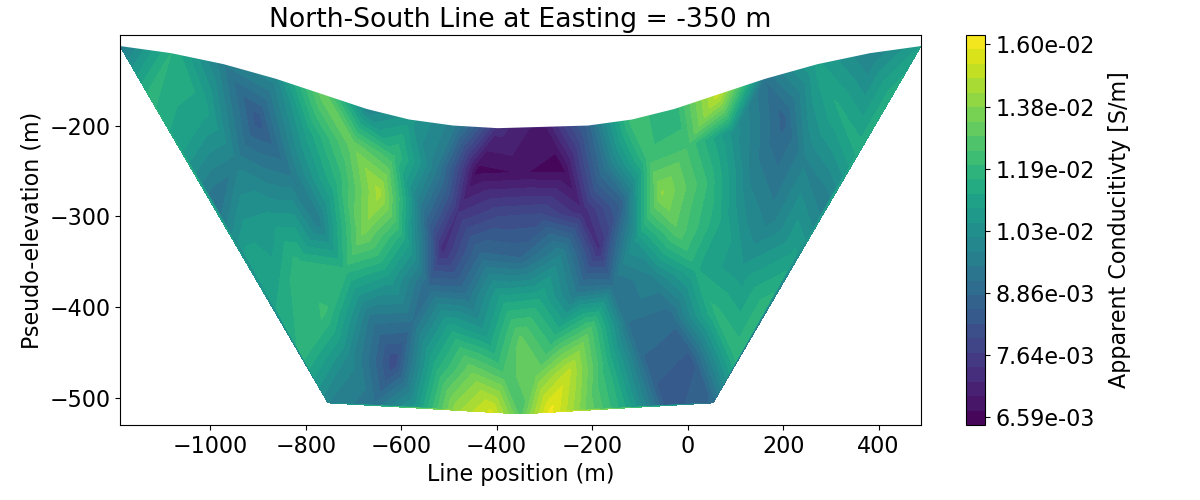 North-South Line at Easting = -350 m
Pseudo-elevation (m)
−200
−300
−400
−500
−1000
−800
−600
−400
−200
0
200
400
Line position (m)
1.60e-02
1.38e-02
1.19e-02
1.03e-02
8.86e-03
7.64e-03
6.59e-03
Apparent Conducitivty [S/m]